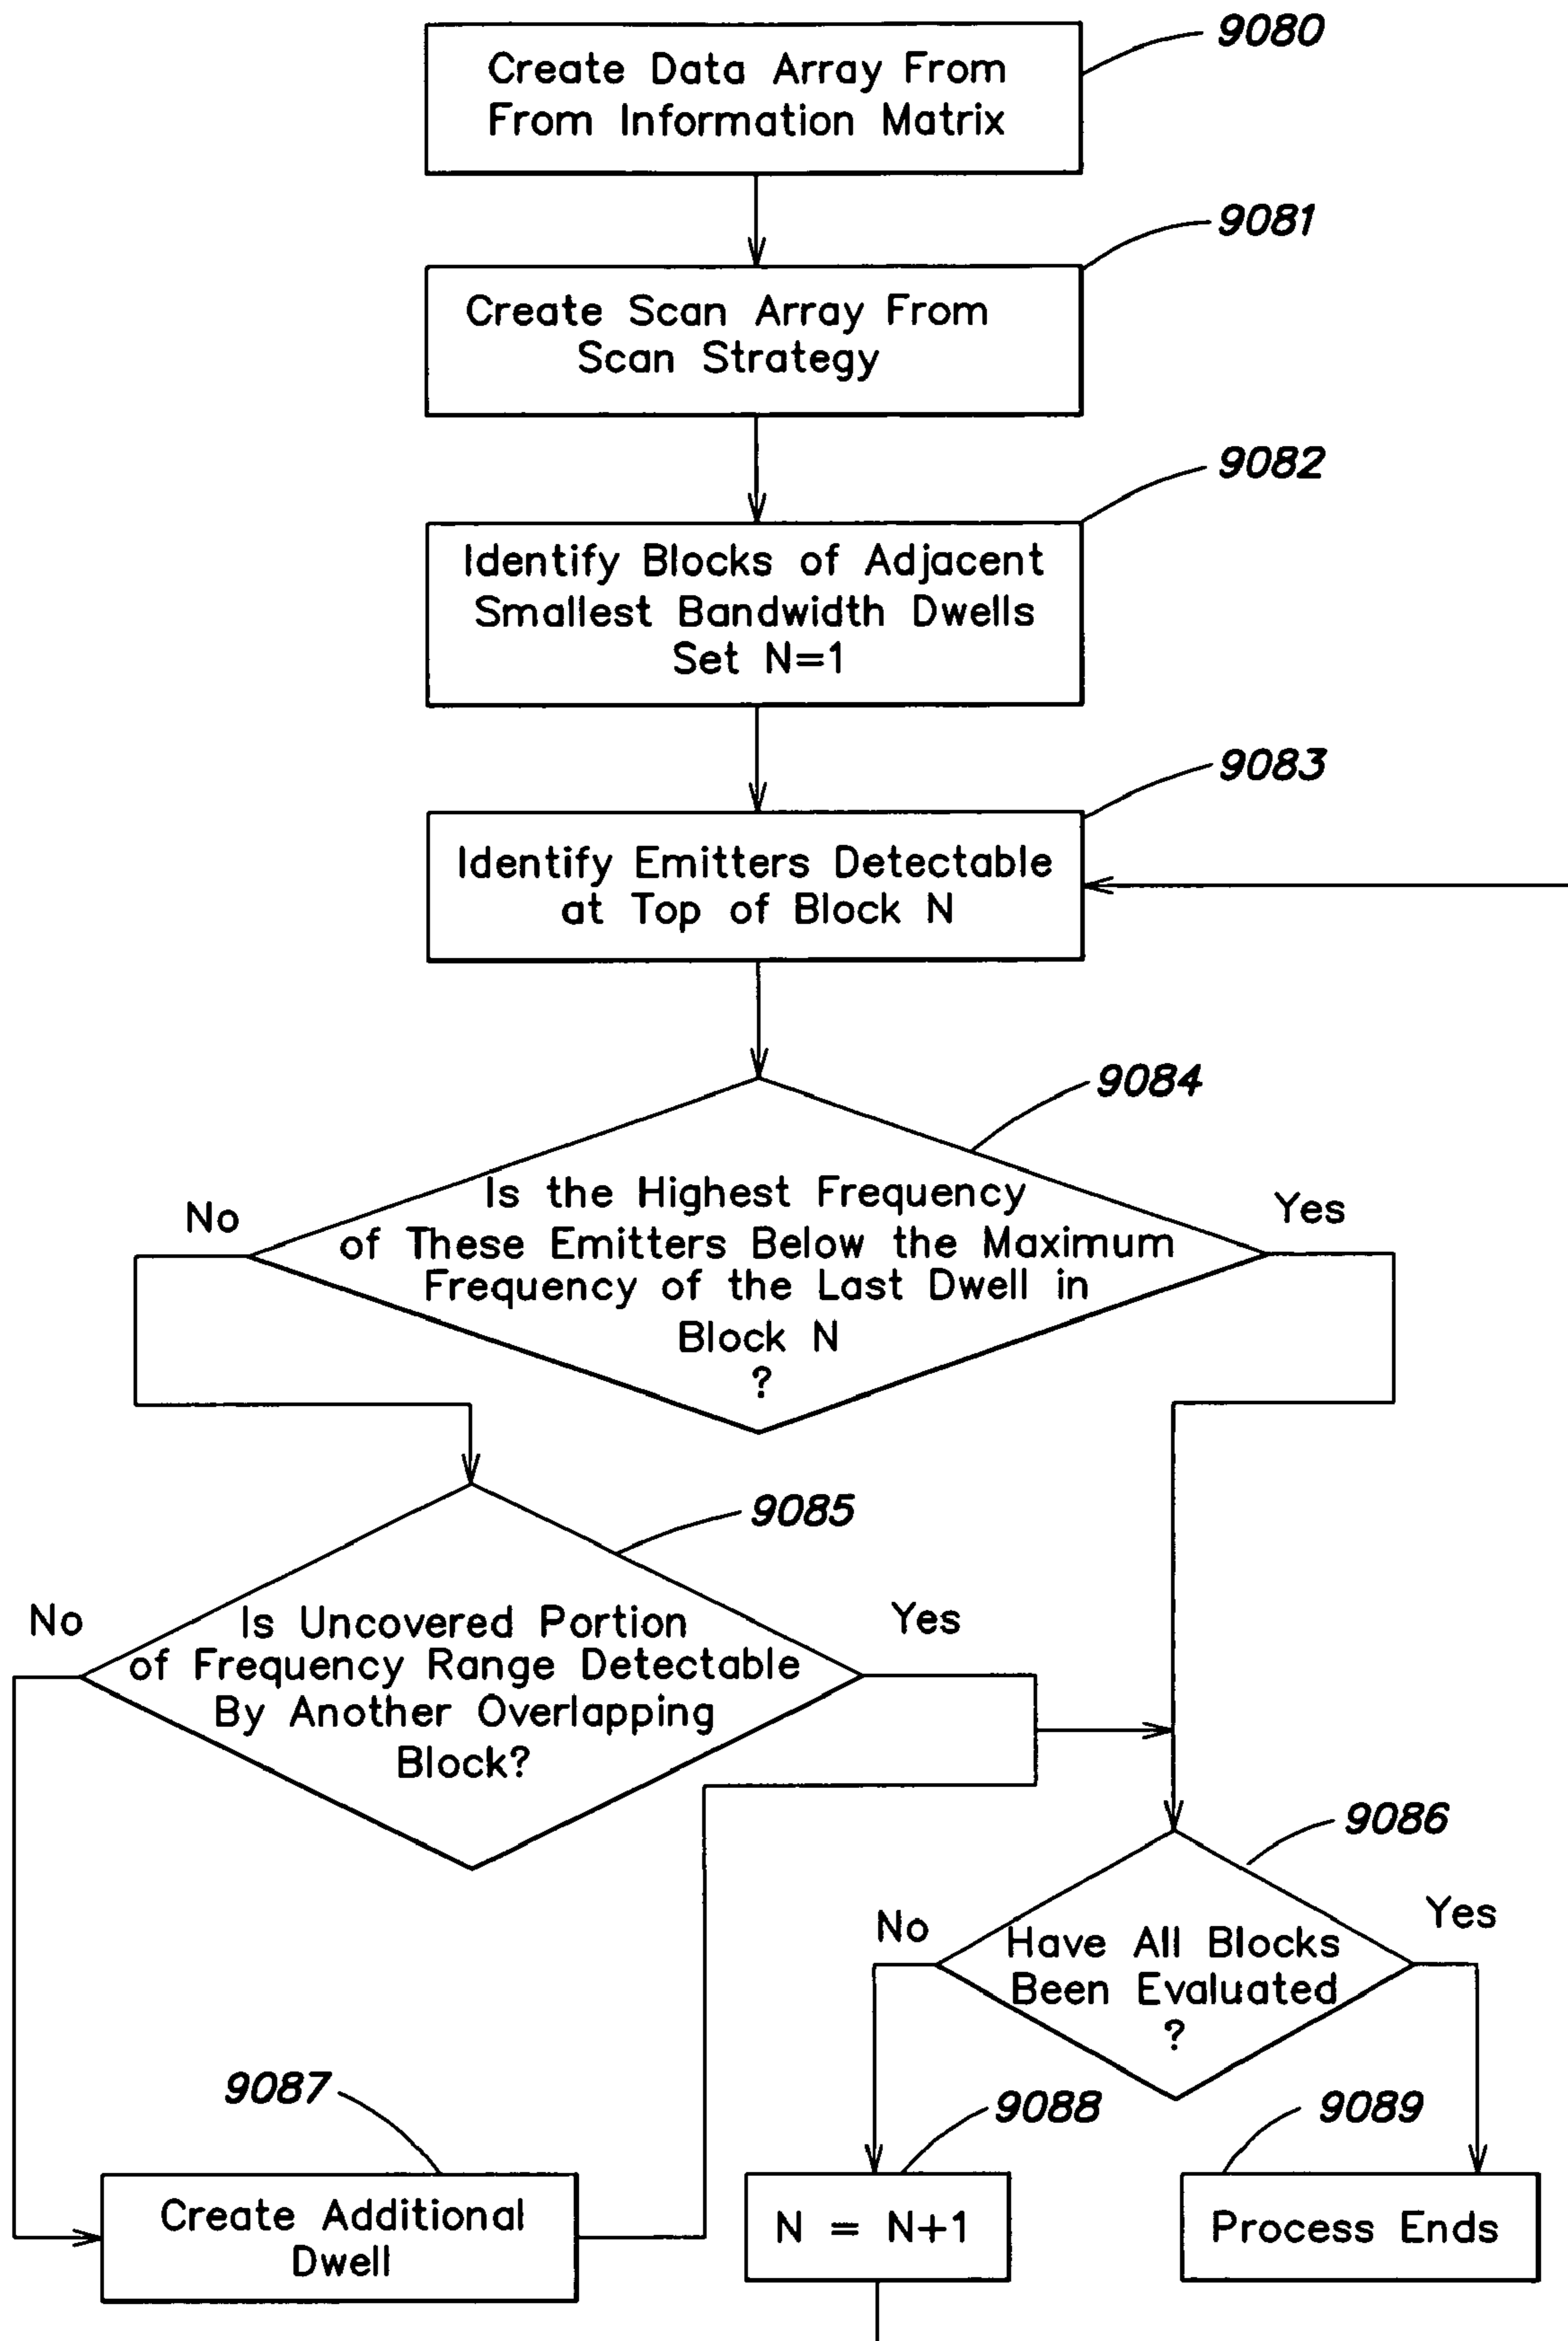 9080
Create Data Array From
From Information Matrix
9081
Create Scan Array From
Scan Strategy
9082
Identify Blocks of Adjacent
Smallest Bandwidth Dwells
Set N=1
9083
Identify Emitters Detectable
at Top of Block N
9084
No
Yes
Is the Highest Frequency
of These Emitters Below the Maximum
Frequency of the Last Dwell in
Block N
?
9085
No
Yes
Is Uncovered Portion
of Frequency Range Detectable
By Another Overlapping
Block?
9086
No
Yes
Have All Blocks
Been Evaluated
?
9087
Create Additional
Dwell
9088
N = N+1
9089
Process Ends